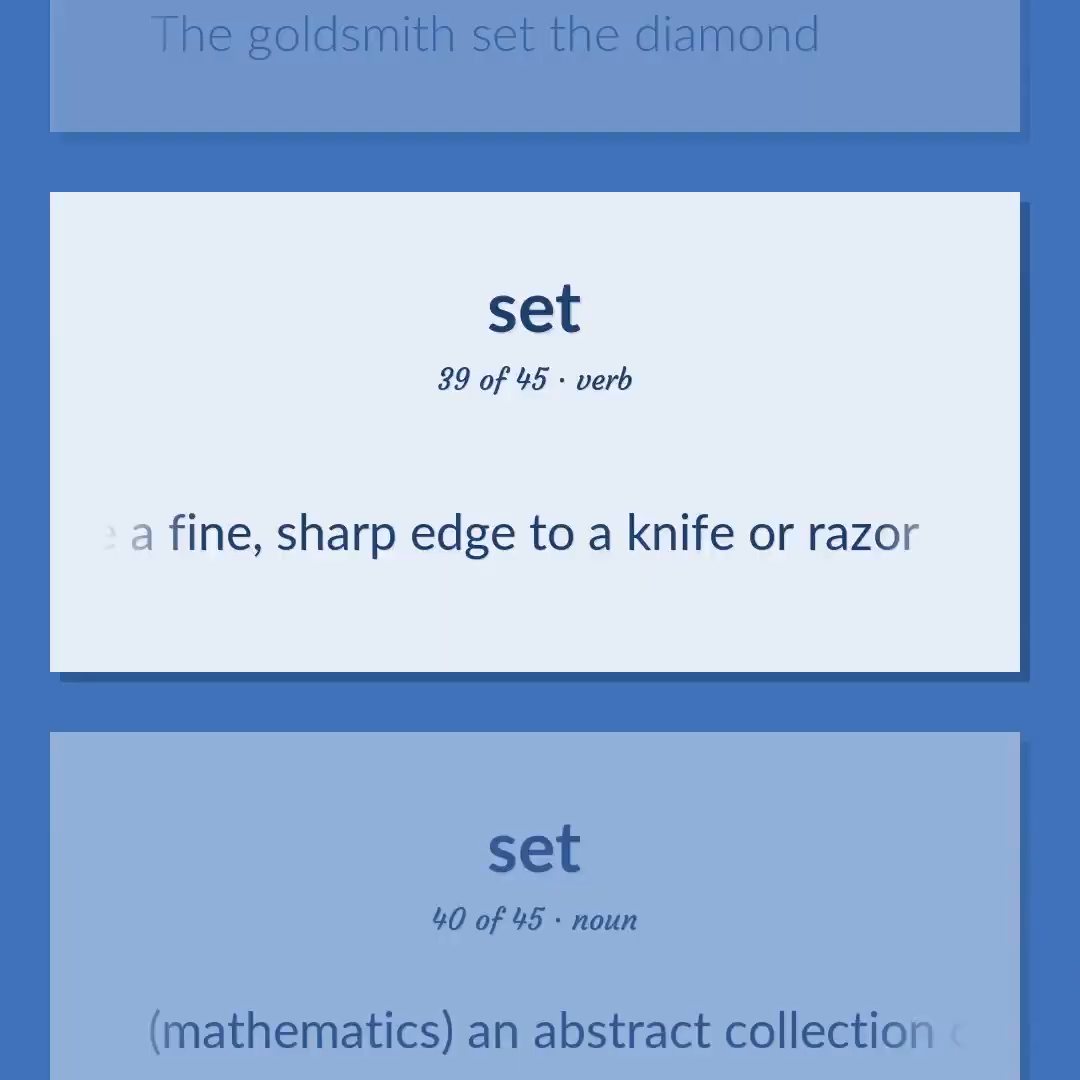 The goldsmith set the diamond
set
39 of 45 · verb
a fine, sharp edge to a knife or razor
set
40 of 45 · noun
(mathematics) an abstract collection